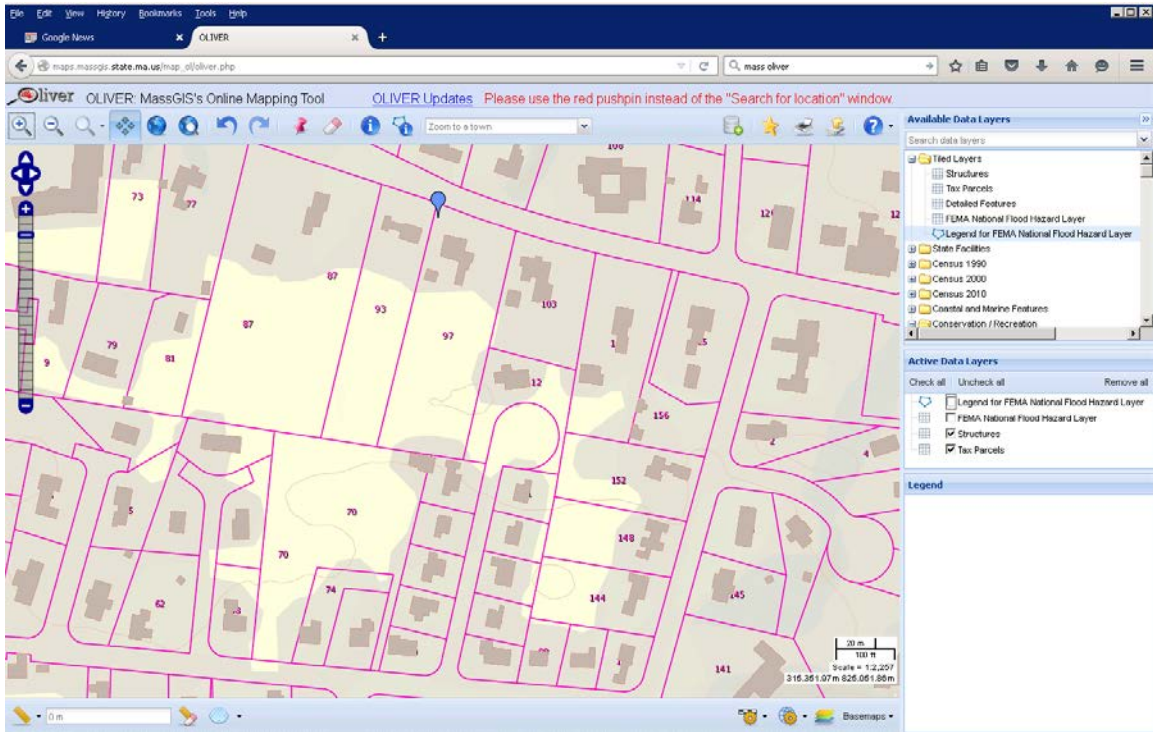 File Edit View History Bookmarks Tools Help
Google News
OLIVER
maps.massgis.state.ma.us/map_ol/oliver.php
mass oliver
Oliver OLIVER: MassGIS's Online Mapping Tool OLIVER Updates Please use the red pushpin instead of the "Search for location" window.
Zoom to a town
Available Data Layers
Search data layers
Tiled Layers
Structures
Tax Parcels
Detailed Features
FEMA National Flood Hazard Layer
Legend for FEMA National Flood Hazard Layer
State Facilities
Census 1990
Census 2000
Census 2010
Coastal and Marine Features
Conservation / Recreation
Active Data Layers
Check all Uncheck all Remove all
Legend for FEMA National Flood Hazard Layer
FEMA National Flood Hazard Layer
Structures
Tax Parcels
Legend
108
73
77
114
12
87
103
93
87
97
79
81
9
12
156
2
4
152
5
70
148
70
74
62
144
145
141
20 m
100 ft
Scale = 1:2,257
0 m
Basemaps